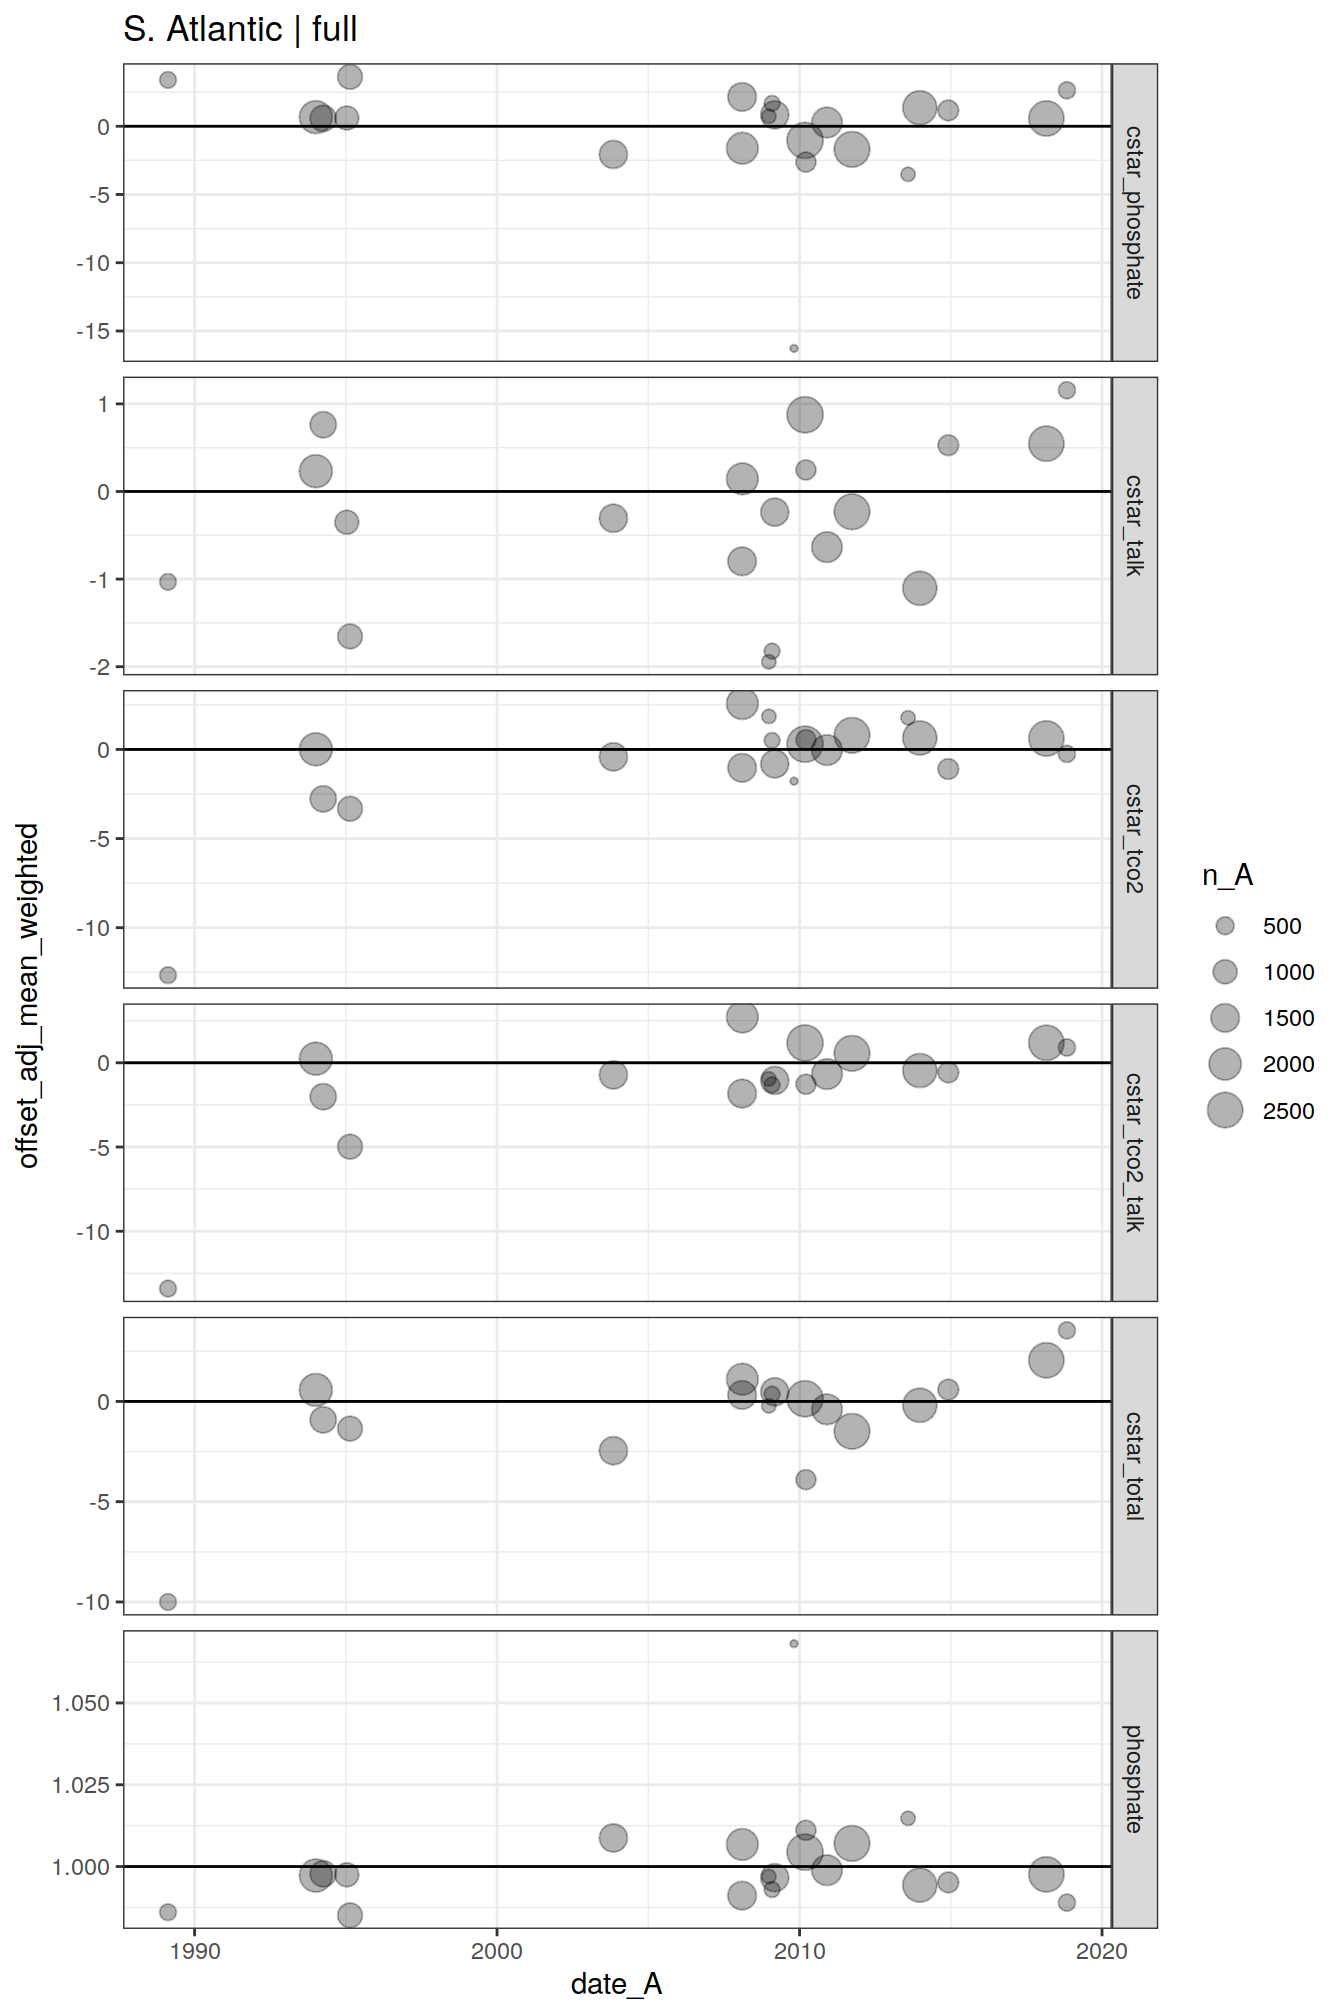 S. Atlantic | full
0
-5
-10
-15
cstar_phosphate
1
0
-1
-2
cstar_talk
0
-5
-10
cstar_tco2
0
-5
-10
cstar_tco2_talk
0
-5
-10
cstar_total
1.050
1.025
1.000
phosphate
1990
2000
2010
2020
date_A
offset_adj_mean_weighted
n_A
500
1000
1500
2000
2500